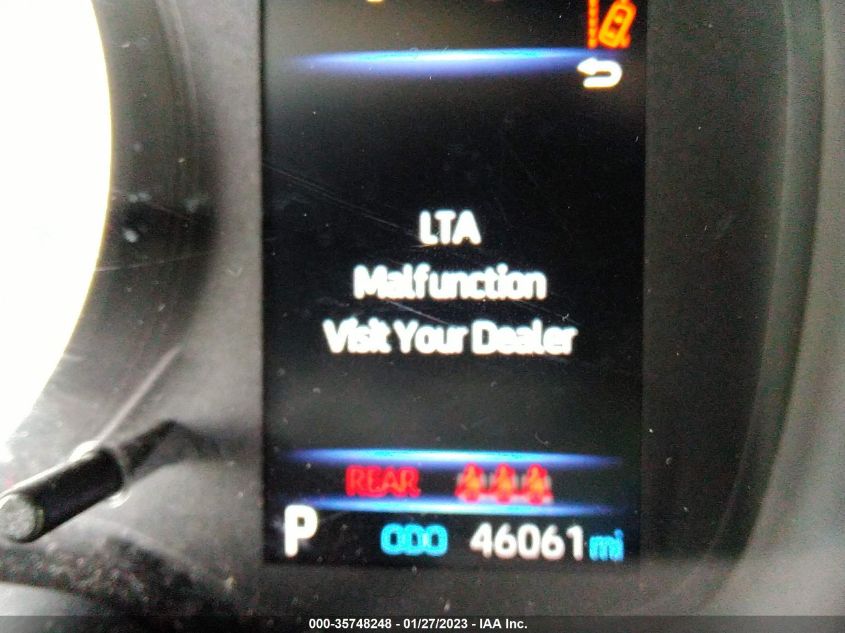 LTA
Malfunction
Visit Your Dealer
REAR
P ODO 46061 mi
000-35748248 - 01/27/2023 - IAA Inc.